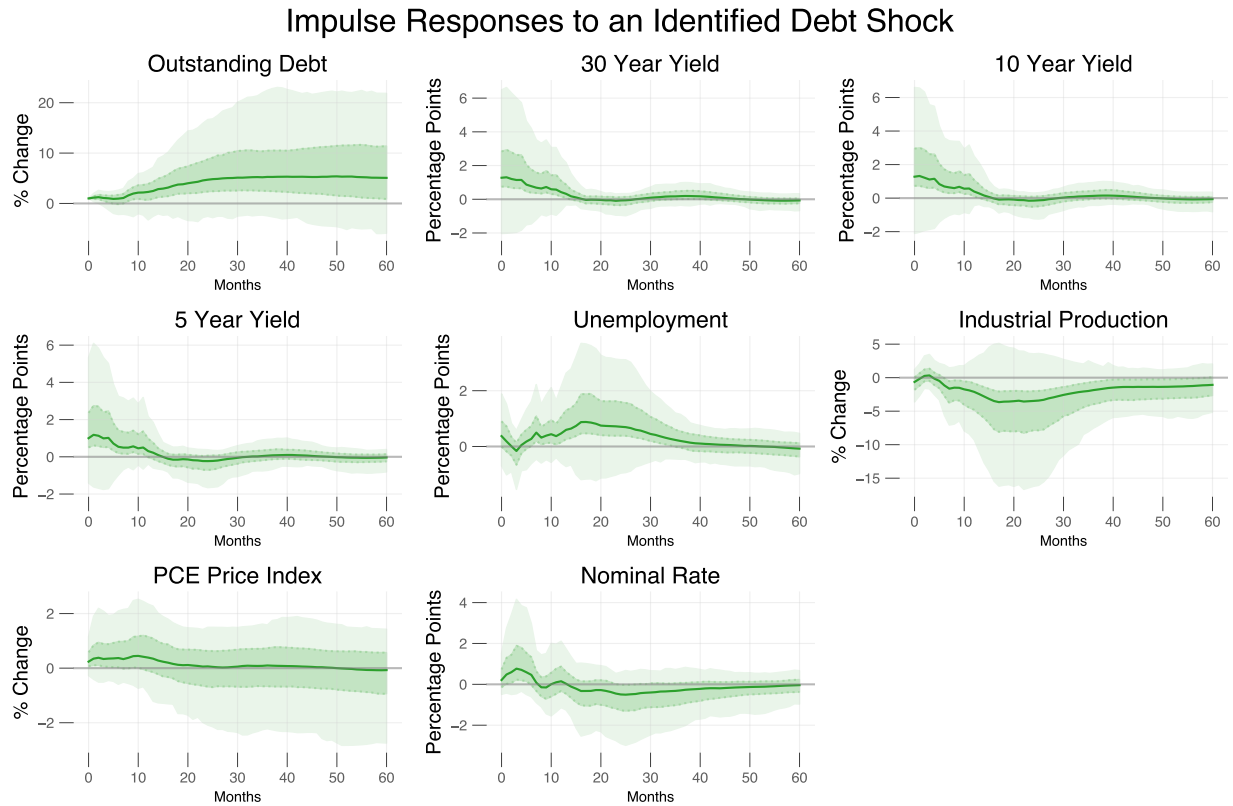 Impulse Responses to an Identified Debt Shock
Outstanding Debt
% Change
20
10
0
0 10 20 30 40 50 60
Months
30 Year Yield
Percentage Points
6
4
2
0
−2
0 10 20 30 40 50 60
Months
10 Year Yield
Percentage Points
6
4
2
0
−2
0 10 20 30 40 50 60
Months
5 Year Yield
Percentage Points
6
4
2
0
−2
0 10 20 30 40 50 60
Months
Unemployment
Percentage Points
2
0
0 10 20 30 40 50 60
Months
Industrial Production
% Change
5
0
−5
−10
−15
0 10 20 30 40 50 60
Months
PCE Price Index
% Change
2
0
−2
0 10 20 30 40 50 60
Months
Nominal Rate
Percentage Points
4
2
0
−2
0 10 20 30 40 50 60
Months